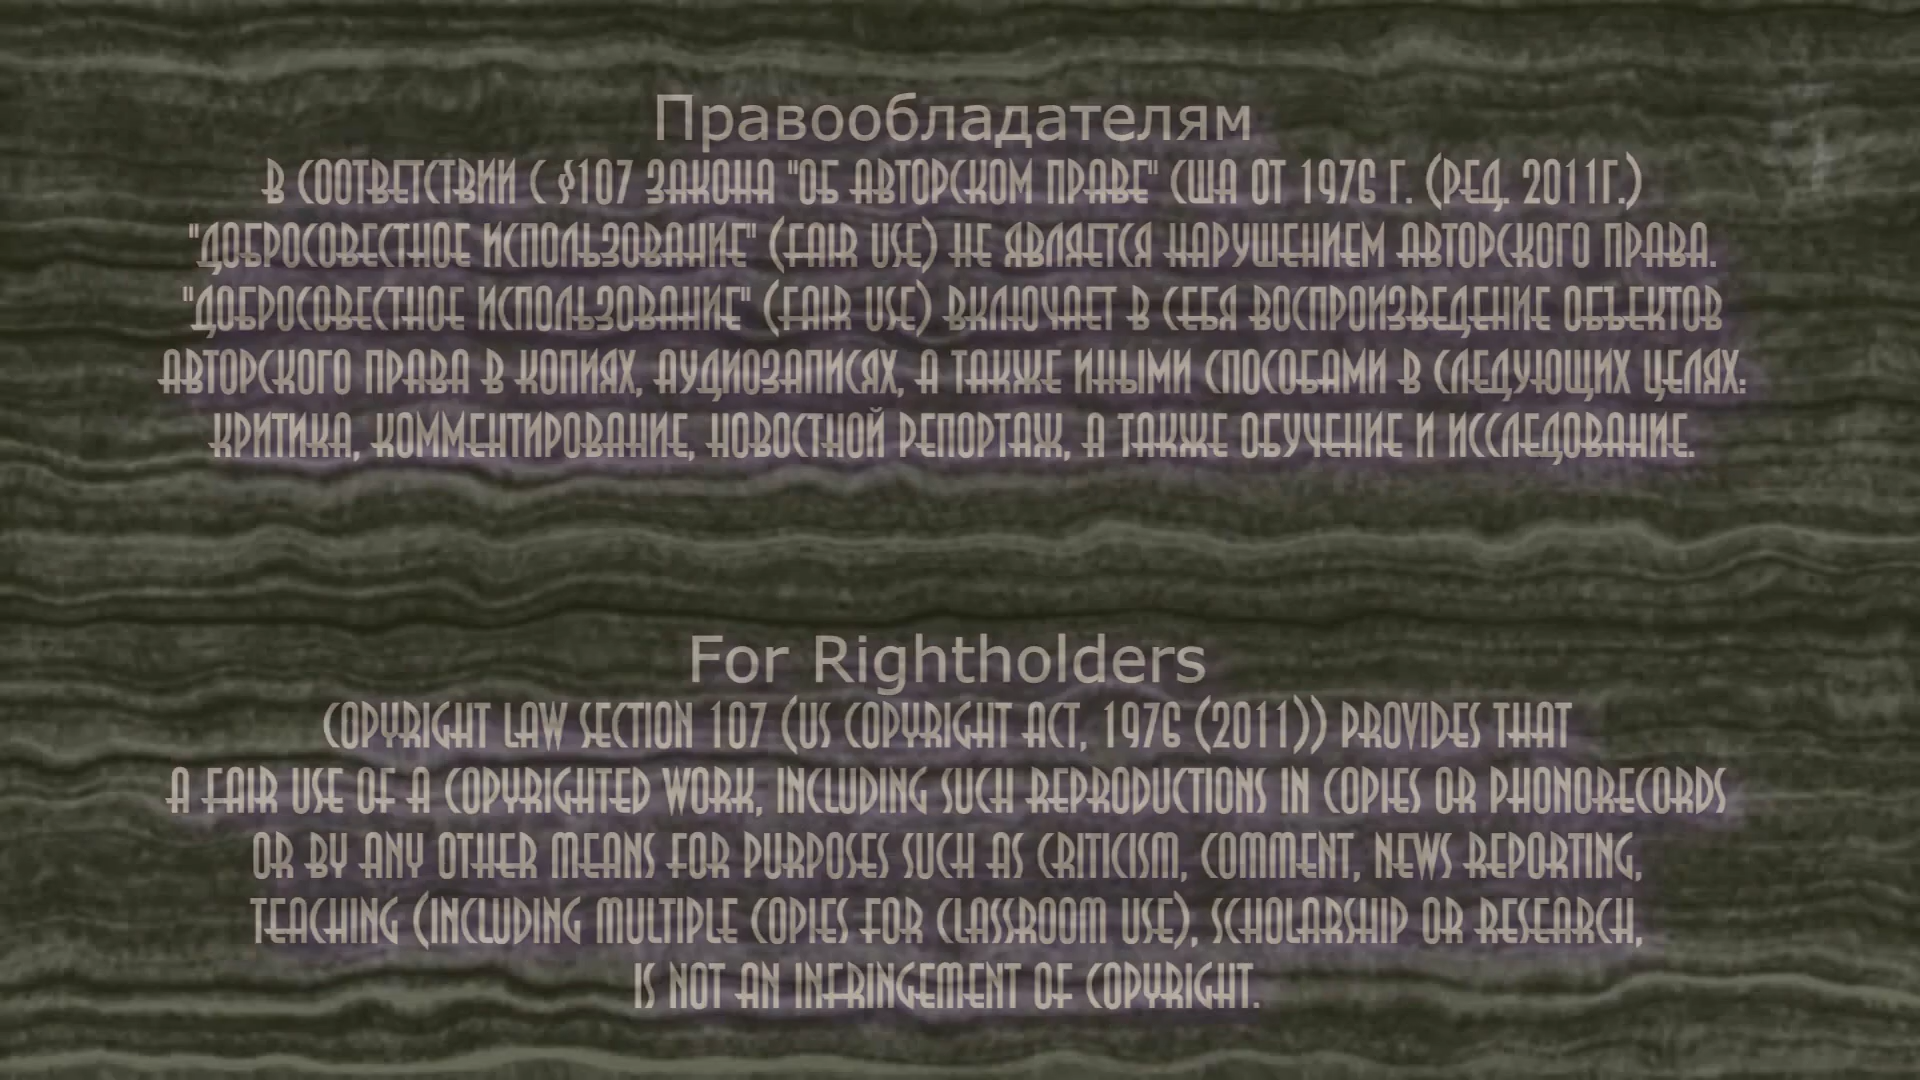 Правообладателям
В СООТВЕТСТВИИ С §107 ЗАКОНА "ОБ АВТОРСКОМ ПРАВЕ" США ОТ 1976 Г. (РЕД. 2011Г.)
"ДОБРОСОВЕСТНОЕ ИСПОЛЬЗОВАНИЕ" (FAIR USE) НЕ ЯВЛЯЕТСЯ НАРУШЕНИЕМ АВТОРСКОГО ПРАВА.
"ДОБРОСОВЕСТНОЕ ИСПОЛЬЗОВАНИЕ" (FAIR USE) ВКЛЮЧАЕТ В СЕБЯ ВОСПРОИЗВЕДЕНИЕ ОБЪЕКТОВ
АВТОРСКОГО ПРАВА В КОПИЯХ, АУДИОЗАПИСЯХ, А ТАКЖЕ ИНЫМИ СПОСОБАМИ В СЛЕДУЮЩИХ ЦЕЛЯХ:
КРИТИКА, КОММЕНТИРОВАНИЕ, НОВОСТНОЙ РЕПОРТАЖ, А ТАКЖЕ ОБУЧЕНИЕ И ИССЛЕДОВАНИЕ.
For Rightholders
COPYRIGHT LAW SECTION 107 (US COPYRIGHT ACT, 1976 (2011)) PROVIDES THAT
A FAIR USE OF A COPYRIGHTED WORK, INCLUDING SUCH REPRODUCTIONS IN COPIES OR PHONORECORDS
OR BY ANY OTHER MEANS FOR PURPOSES SUCH AS CRITICISM, COMMENT, NEWS REPORTING,
TEACHING (INCLUDING MULTIPLE COPIES FOR CLASSROOM USE), SCHOLARSHIP OR RESEARCH,
IS NOT AN INFRINGEMENT OF COPYRIGHT.